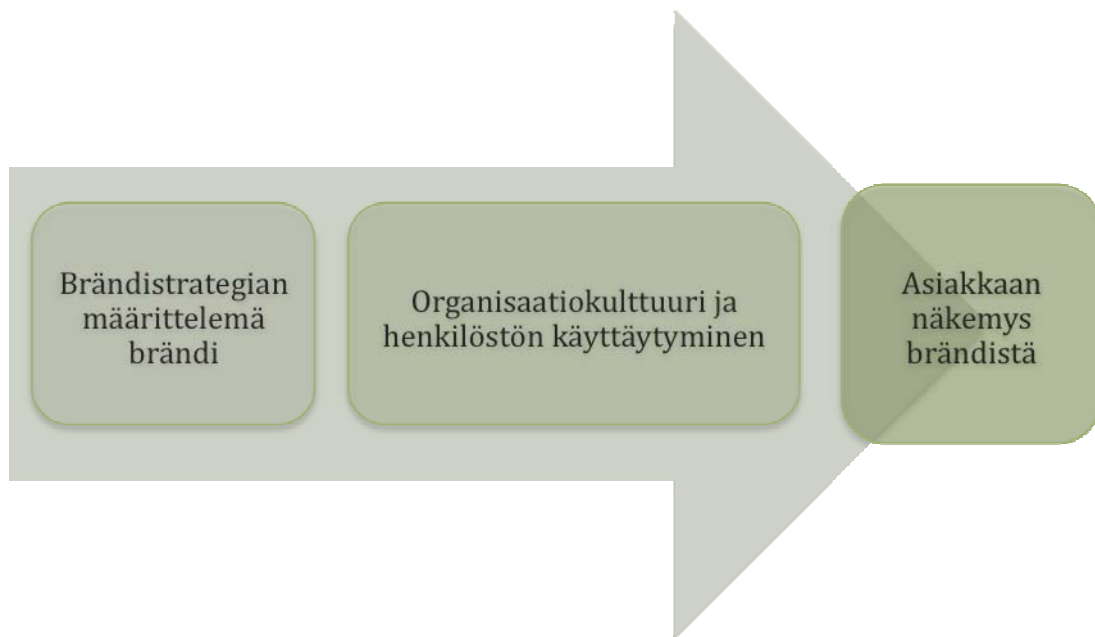 Brändistrategian
määrittelemä
brändi
Organisaatiokulttuuri ja
henkilöstön käyttäytyminen
Asiakkaan
näkemys
brändistä